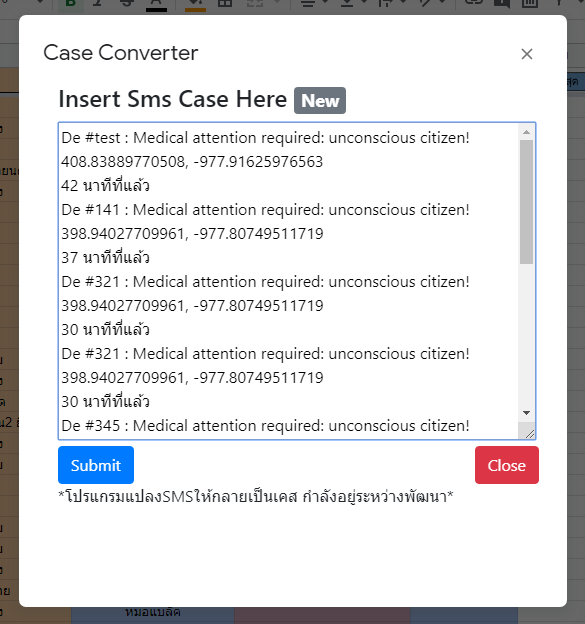 Case Converter
×
Insert Sms Case Here New
De #test : Medical attention required: unconscious citizen!
408.83889770508, -977.91625976563
42 นาทีที่แล้ว
De #141 : Medical attention required: unconscious citizen!
398.94027709961, -977.80749511719
37 นาทีที่แล้ว
De #321 : Medical attention required: unconscious citizen!
398.94027709961, -977.80749511719
30 นาทีที่แล้ว
De #321 : Medical attention required: unconscious citizen!
398.94027709961, -977.80749511719
30 นาทีที่แล้ว
De #345 : Medical attention required: unconscious citizen!
Submit
Close
*โปรแกรมแปลงSMSให้กลายเป็นเคส กำลังอยู่ระหว่างพัฒนา*
หมอแบล็ค